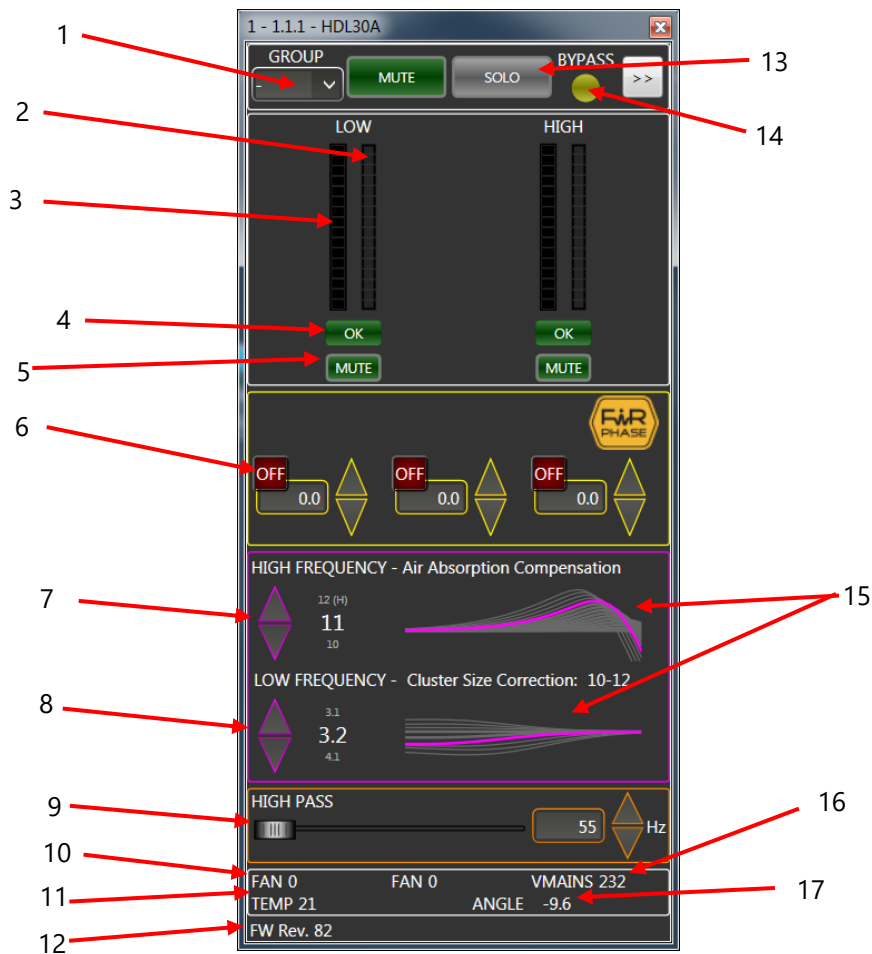 1 - 1.1.1 - HDL30A
GROUP
-
MUTE
SOLO
BYPASS
>>
LOW
HIGH
OK
OK
MUTE
MUTE
FiR
PHASE
OFF
0.0
OFF
0.0
OFF
0.0
HIGH FREQUENCY - Air Absorption Compensation
12 (H)
11
10
LOW FREQUENCY - Cluster Size Correction: 10-12
3.1
3.2
4.1
HIGH PASS
55
Hz
FAN 0
FAN 0
VMAINS 232
TEMP 21
ANGLE -9.6
FW Rev. 82
1
2
3
4
5
6
7
8
9
10
11
12
13
14
15
16
17